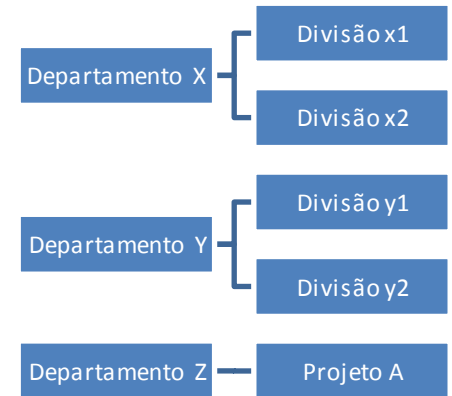 Departamento X
Divisão x1
Divisão x2
Departamento Y
Divisão y1
Divisão y2
Departamento Z
Projeto A